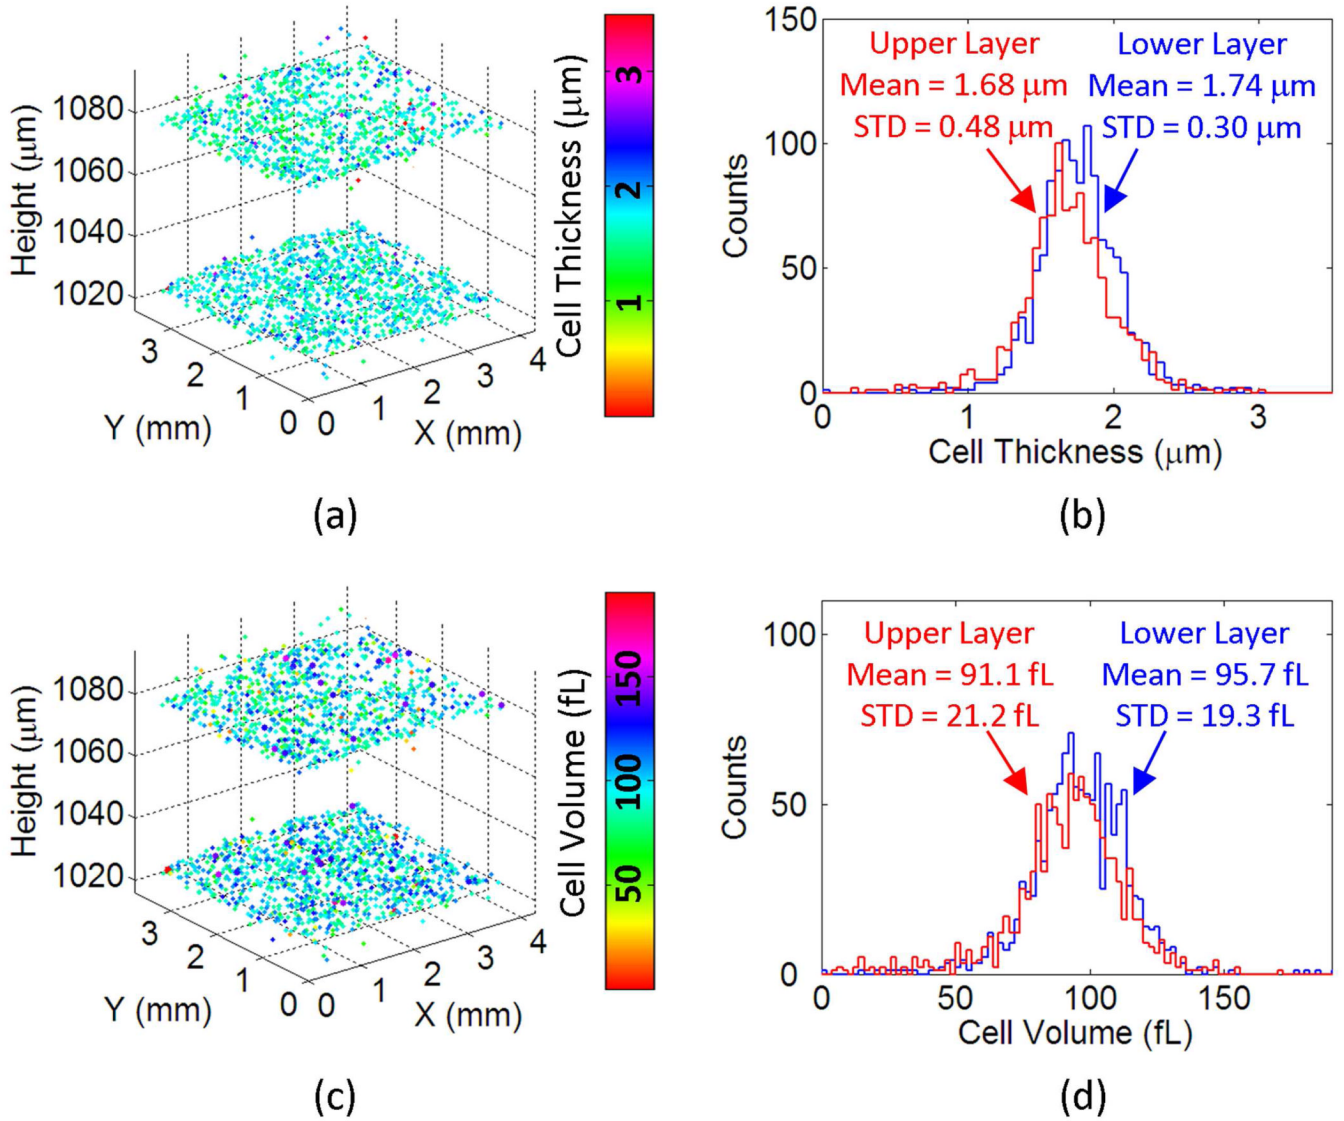 Height (μm)
1080
1060
1040
1020
3
2
1
0
Y (mm)
0
1
2
3
4
X (mm)
Cell Thickness (μm)
3
2
1
(a)
150
100
50
0
Counts
Upper Layer
Mean = 1.68 μm
STD = 0.48 μm
Lower Layer
Mean = 1.74 μm
STD = 0.30 μm
0
1
2
3
Cell Thickness (μm)
(b)
Height (μm)
1080
1060
1040
1020
3
2
1
0
Y (mm)
0
1
2
3
4
X (mm)
Cell Volume (fL)
150
100
50
(c)
100
50
0
Counts
Upper Layer
Mean = 91.1 fL
STD = 21.2 fL
Lower Layer
Mean = 95.7 fL
STD = 19.3 fL
0
50
100
150
Cell Volume (fL)
(d)